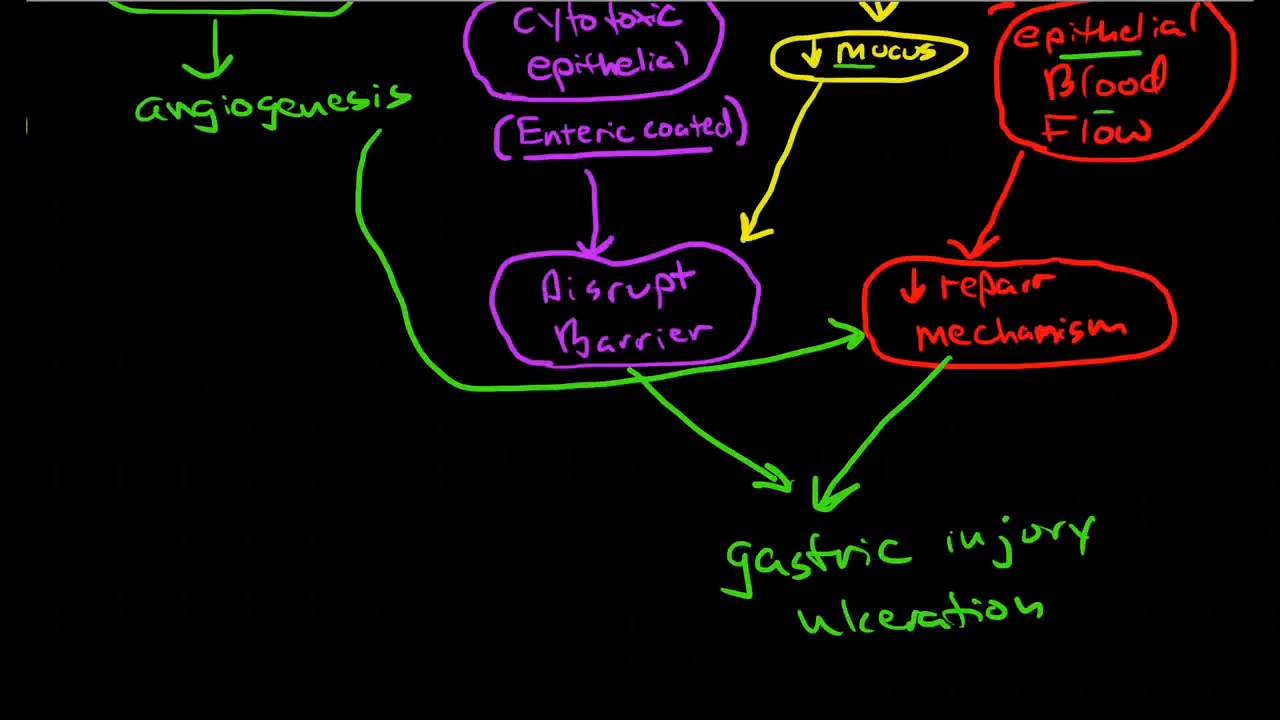 angiogenesis
Cytotoxic
epithelial
(Enteric coated)
↓ Mucus
epithelial
Blood
Flow
Disrupt
Barrier
↓ repair
mechanism
gastric injury
ulceration